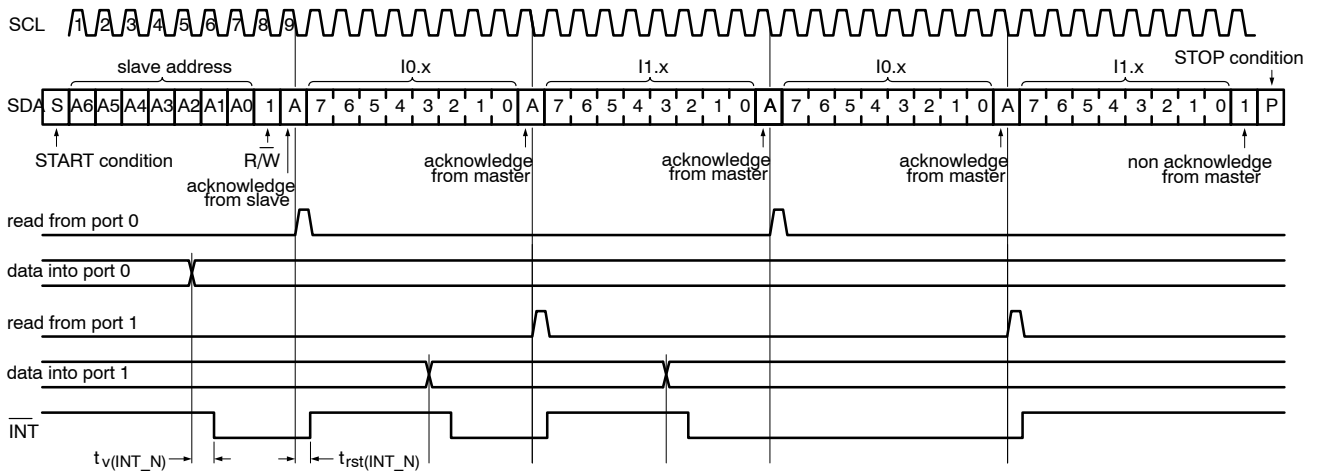 SCL 1 2 3 4 5 6 7 8 9
STOP condition
slave address I0.x I1.x I0.x I1.x
SDA S A6 A5 A4 A3 A2 A1 A0 1 A 7 6 5 4 3 2 1 0 A 7 6 5 4 3 2 1 0 A 7 6 5 4 3 2 1 0 A 7 6 5 4 3 2 1 0 1 P
START condition
R/W̅
acknowledge
from slave
acknowledge
from master
acknowledge
from master
acknowledge
from master
non acknowledge
from master
read from port 0
data into port 0
read from port 1
data into port 1
I̅N̅T̅
tv(INT_N)
trst(INT_N)